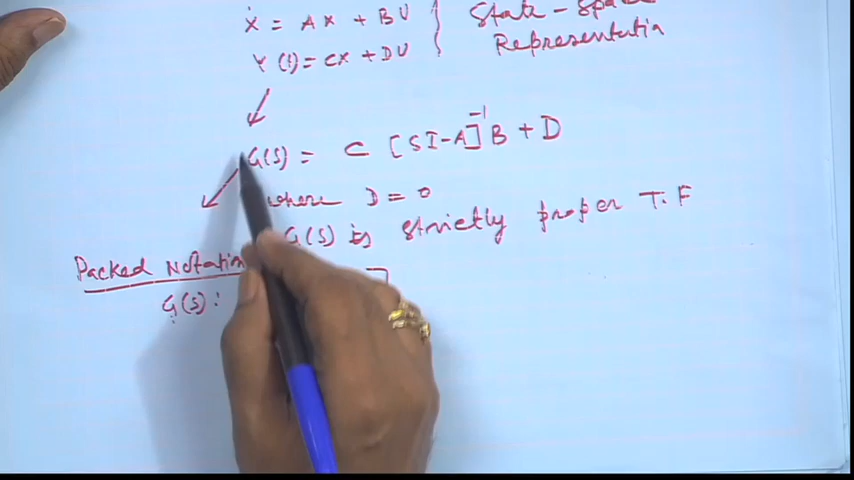 ẋ = AX + BU } State-Space
Y(t) = CX + DU Representation
G(S) = C [SI-A]⁻¹ B + D
where D = 0
G(S) is strictly proper T.F
Packed Notation
G(S):